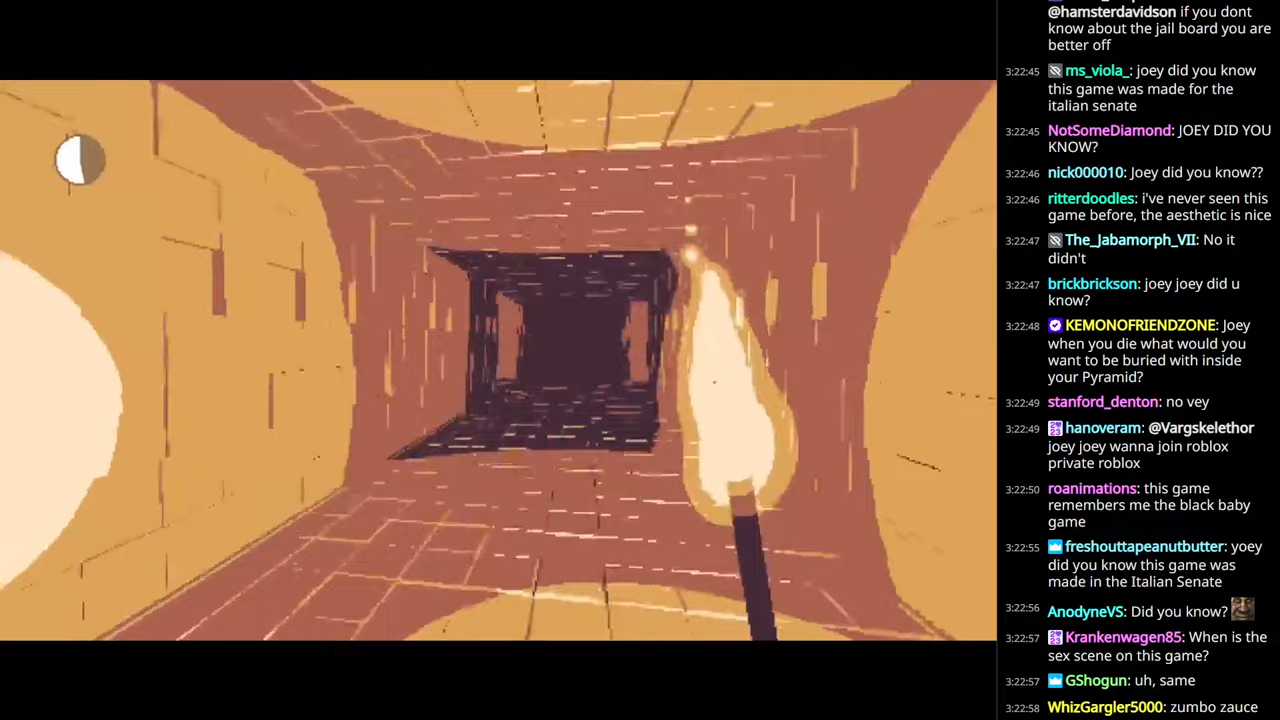 @hamsterdavidson if you dont
know about the jail board you are
better off
3:22:45 ms_viola_: joey did you know
this game was made for the
italian senate
3:22:45 NotSomeDiamond: JOEY DID YOU
KNOW?
3:22:46 nick000010: Joey did you know??
3:22:46 ritterdoodles: i've never seen this
game before, the aesthetic is nice
3:22:47 The_Jabamorph_VII: No it
didn't
3:22:47 brickbrickson: joey joey did u
know?
3:22:48 KEMONOFRIENDZONE: Joey
when you die what would you
want to be buried with inside
your Pyramid?
3:22:49 stanford_denton: no vey
3:22:49 hanoveram: @Vargskelethor
joey joey wanna join roblox
private roblox
3:22:50 roanimations: this game
remembers me the black baby
game
3:22:55 freshouttapeanutbutter: yoey
did you know this game was
made in the Italian Senate
3:22:56 AnodyneVS: Did you know?
3:22:57 Krankenwagen85: When is the
sex scene on this game?
3:22:57 GShogun: uh, same
3:22:58 WhizGargler5000: zumbo zauce